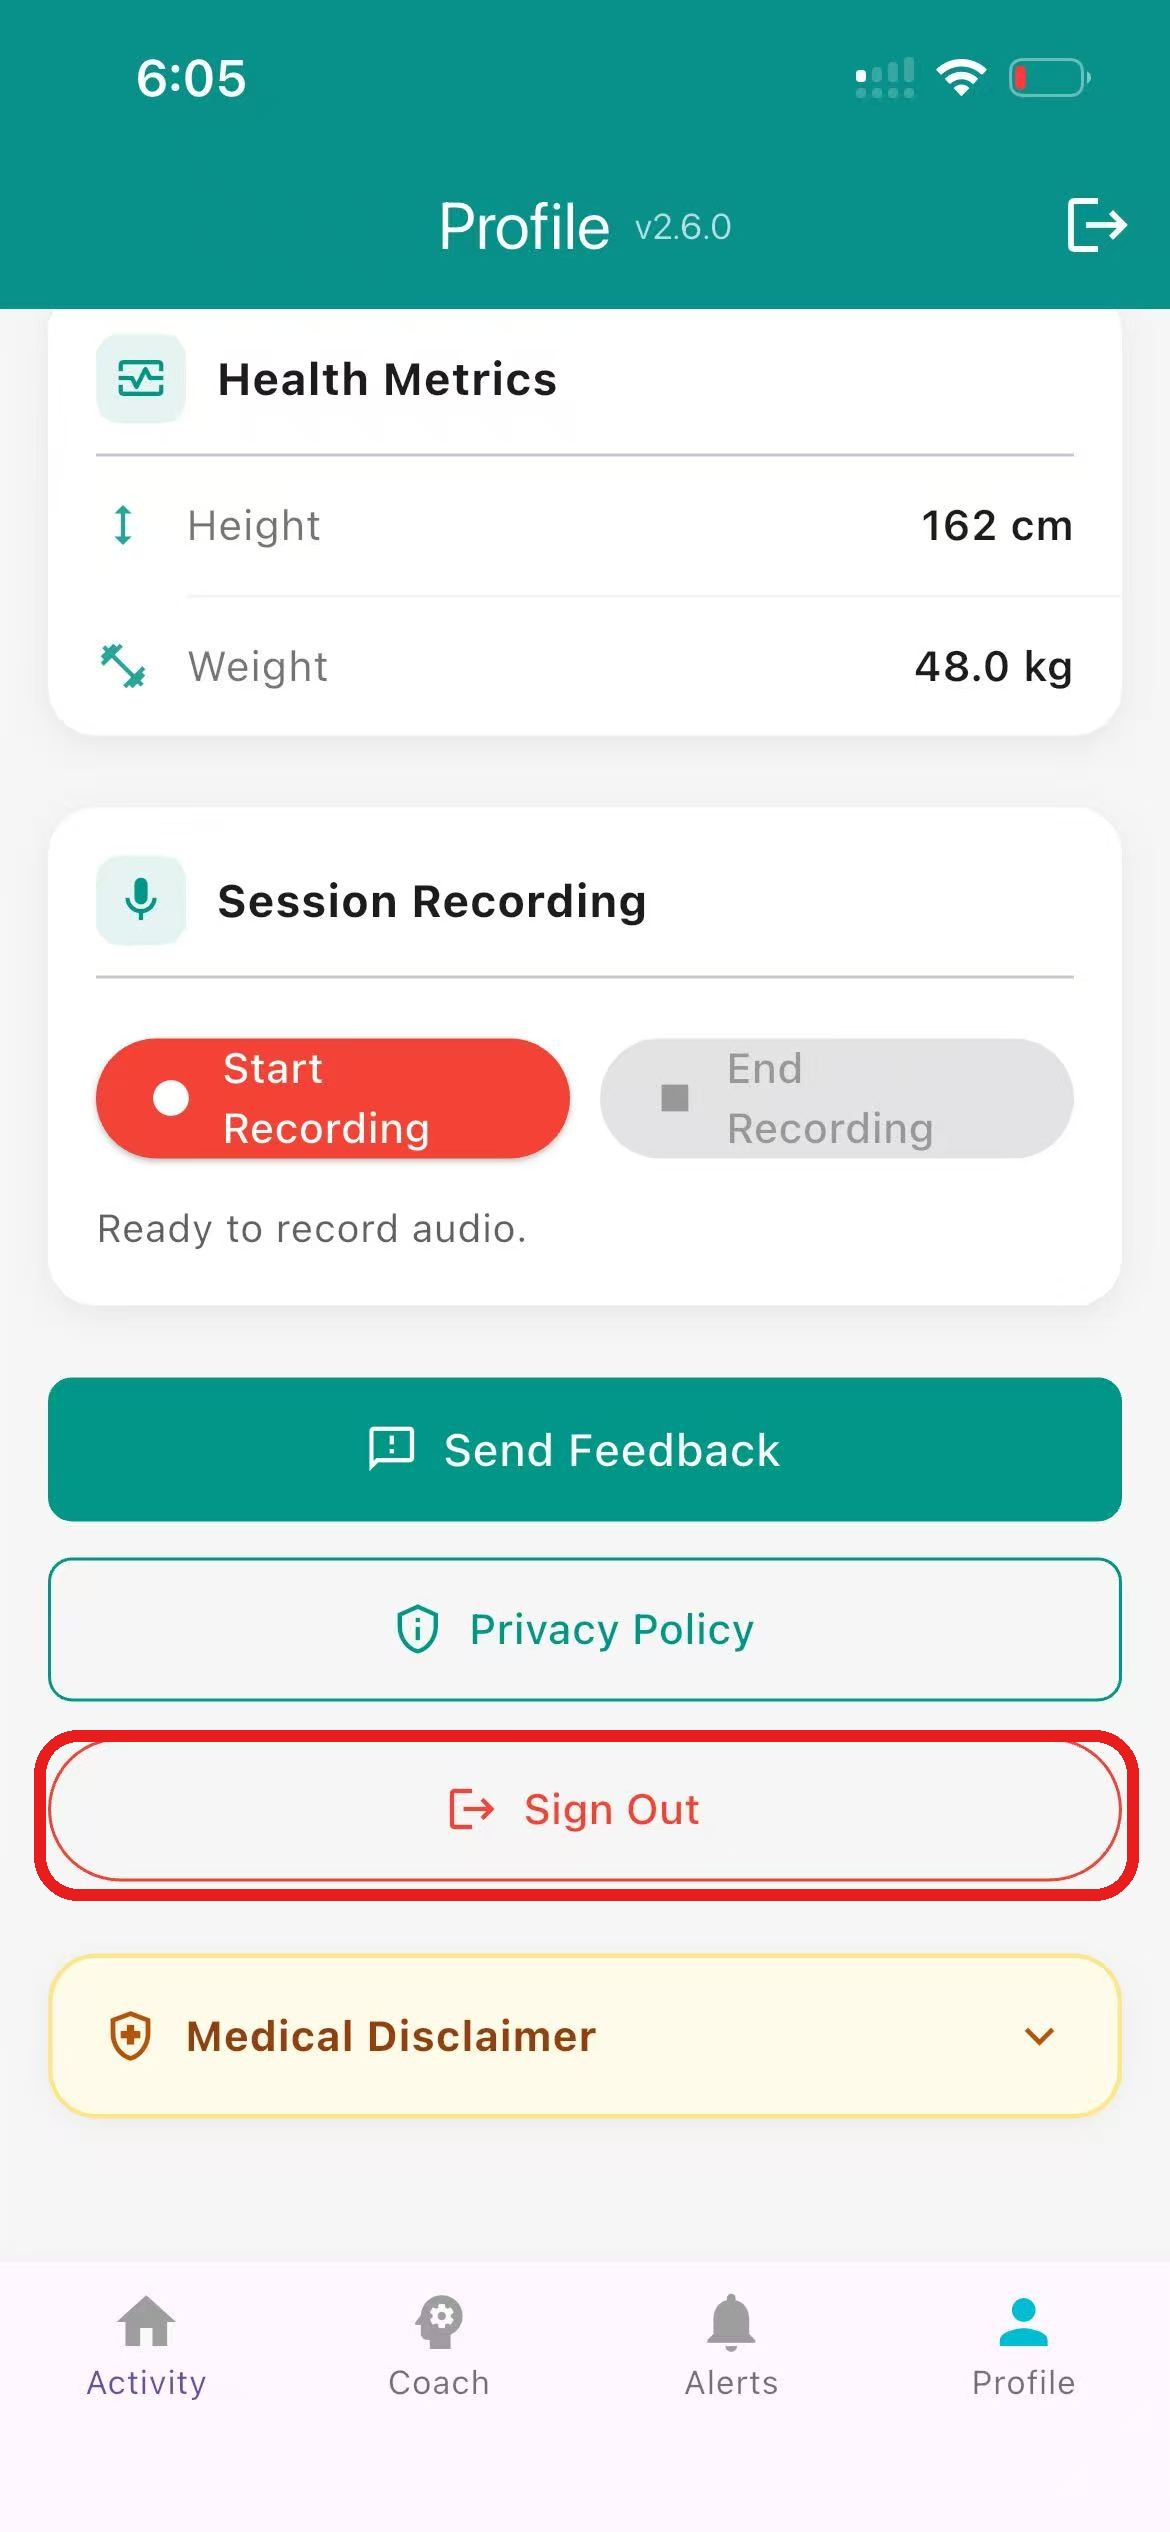 6:05
Profile v2.6.0
Health Metrics
Height 162 cm
Weight 48.0 kg
Session Recording
Start
Recording
End
Recording
Ready to record audio.
Send Feedback
Privacy Policy
Sign Out
Medical Disclaimer
Activity Coach Alerts Profile